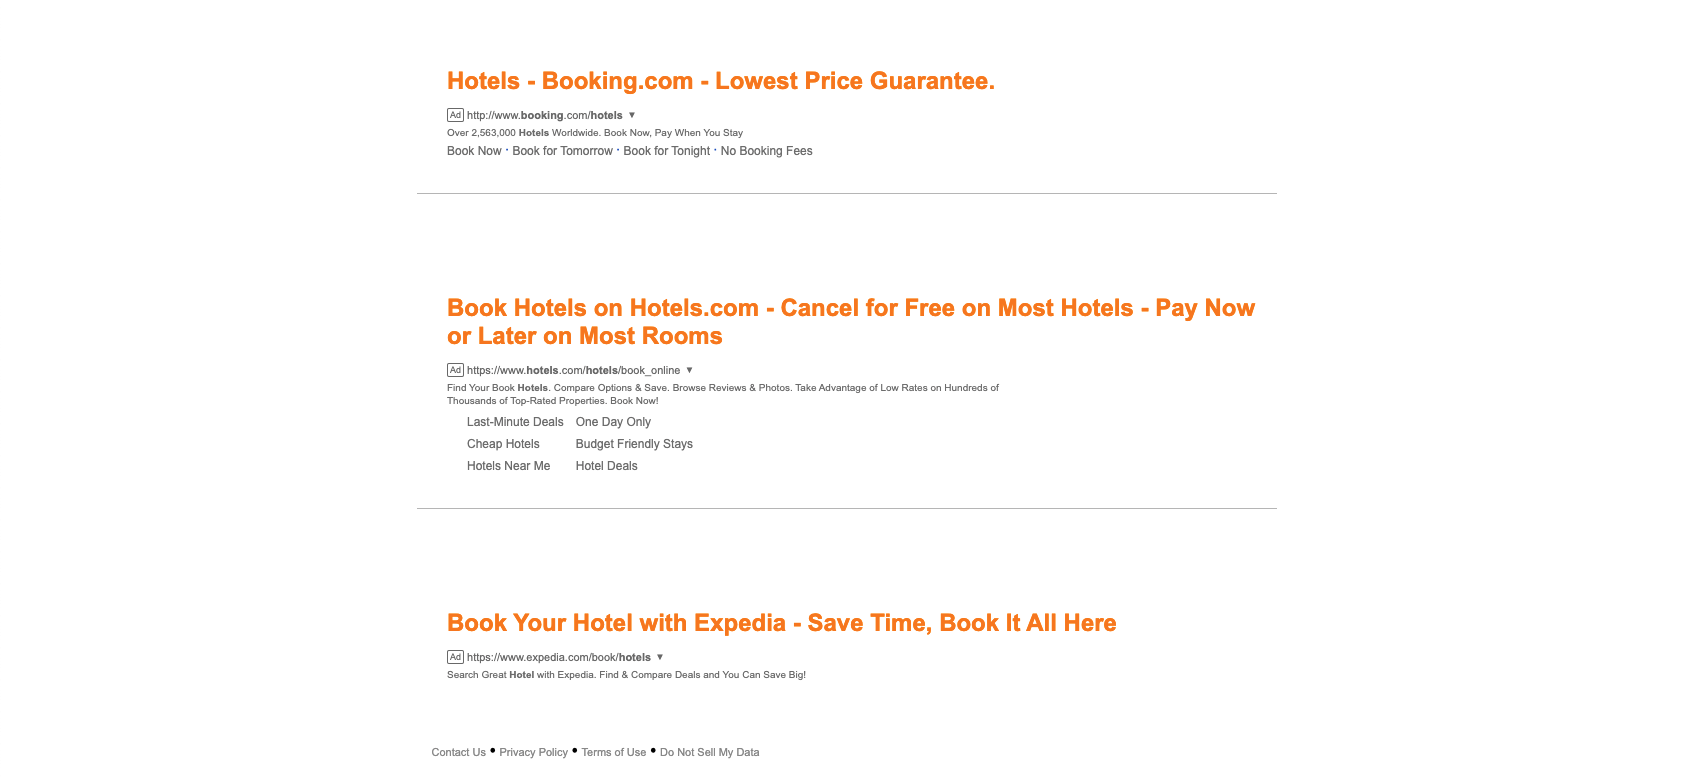 Hotels - Booking.com - Lowest Price Guarantee.
Ad http://www.booking.com/hotels ▼
Over 2,563,000 Hotels Worldwide. Book Now, Pay When You Stay
Book Now · Book for Tomorrow · Book for Tonight · No Booking Fees
Book Hotels on Hotels.com - Cancel for Free on Most Hotels - Pay Now
or Later on Most Rooms
Ad https://www.hotels.com/hotels/book_online ▼
Find Your Book Hotels. Compare Options & Save. Browse Reviews & Photos. Take Advantage of Low Rates on Hundreds of
Thousands of Top-Rated Properties. Book Now!
Last-Minute Deals One Day Only
Cheap Hotels Budget Friendly Stays
Hotels Near Me Hotel Deals
Book Your Hotel with Expedia - Save Time, Book It All Here
Ad https://www.expedia.com/book/hotels ▼
Search Great Hotel with Expedia. Find & Compare Deals and You Can Save Big!
Contact Us • Privacy Policy • Terms of Use • Do Not Sell My Data